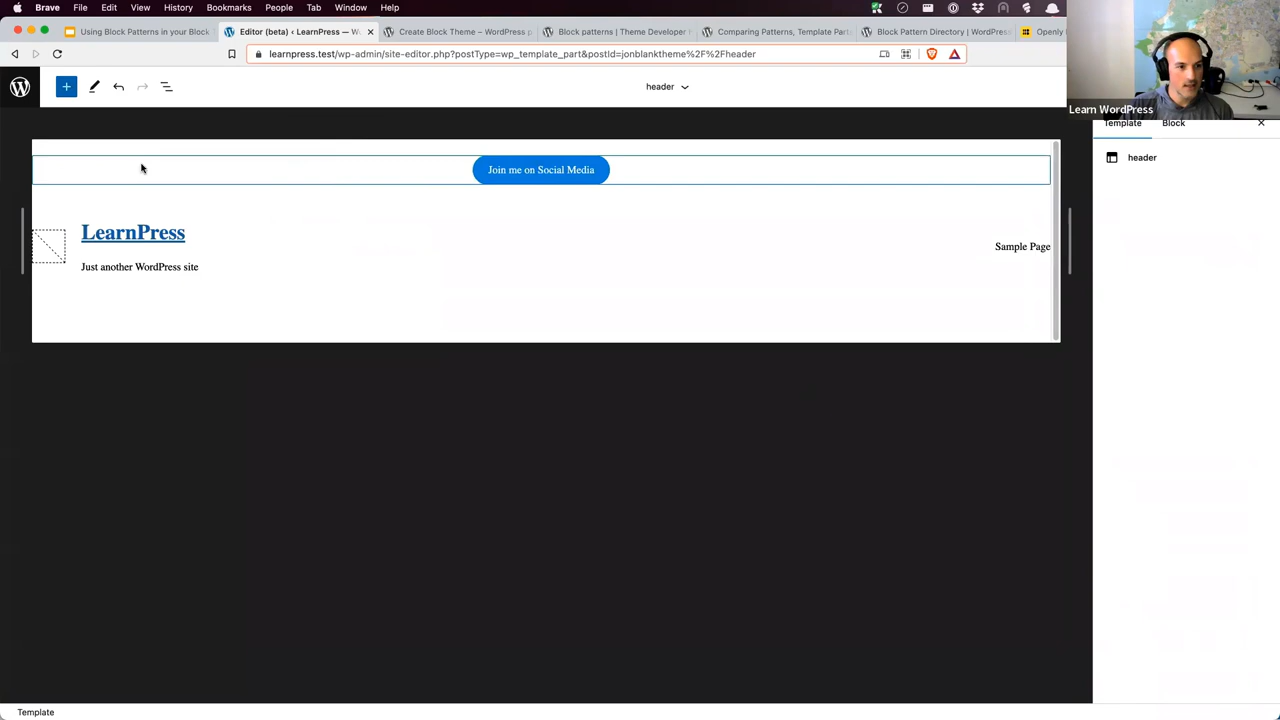 Brave File Edit View History Bookmarks People Tab Window Help
Using Block Patterns in your Block
Editor (beta) ‹ LearnPress — Wo
Create Block Theme – WordPress p
Block patterns | Theme Developer
Comparing Patterns, Template Part
Block Pattern Directory | WordPress
Openly
learnpress.test/wp-admin/site-editor.php?postType=wp_template_part&postId=jonblanktheme%2F%2Fheader
header
Learn WordPress
Template Block
header
Join me on Social Media
LearnPress
Sample Page
Just another WordPress site
Template